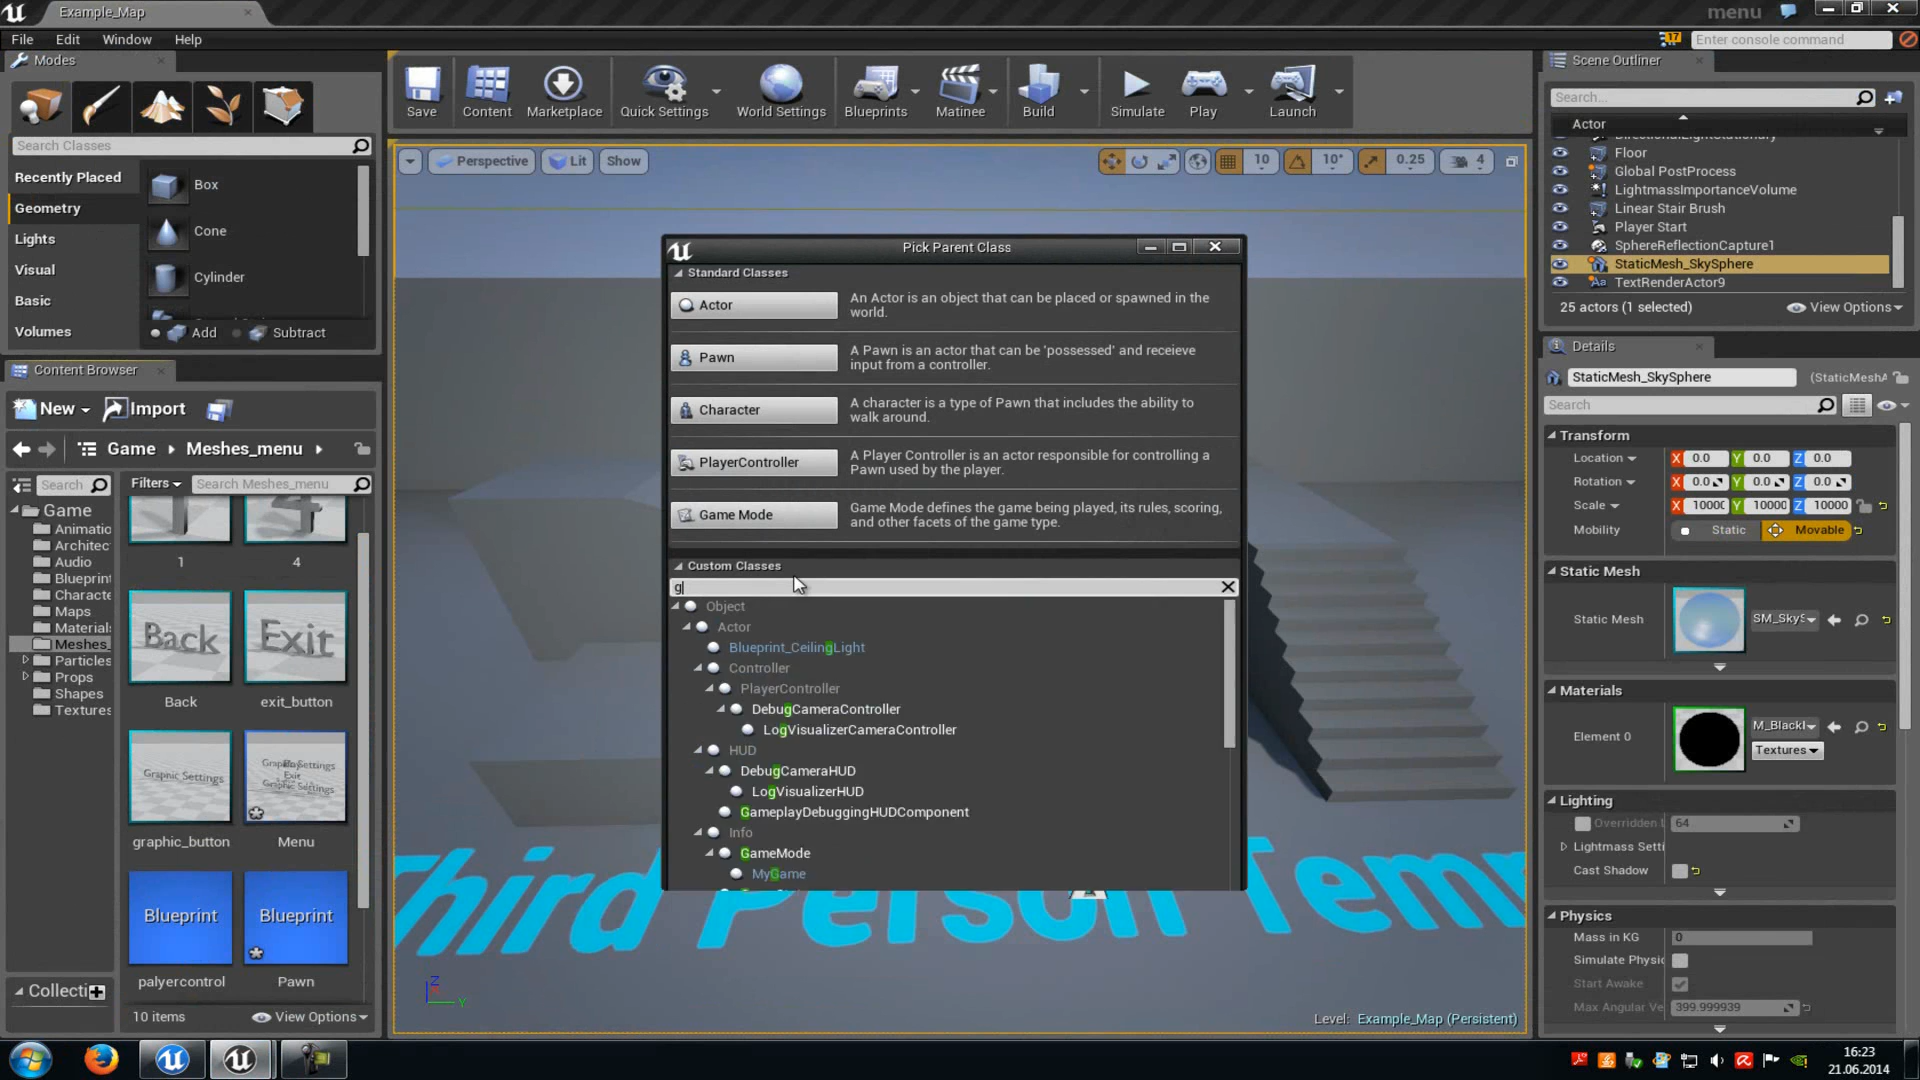 Example_Map
menu
File Edit Window Help
17 Enter console command
Modes
Search Classes
Recently Placed
Geometry
Lights
Visual
Basic
Volumes
Box
Cone
Cylinder
Add Subtract
Save Content Marketplace Quick Settings World Settings Blueprints Matinee Build Simulate Play Launch
Perspective Lit Show
10 10° 0.25 4
Scene Outliner
Search...
Actor
DirectionalLightStationary
Floor
Global PostProcess
LightmassImportanceVolume
Linear Stair Brush
Player Start
SphereReflectionCapture1
StaticMesh_SkySphere
TextRenderActor9
25 actors (1 selected) View Options
Content Browser
New Import
Game Meshes_menu
Search Filters Search Meshes_menu
Game
Animatio
Architec
Audio
Blueprint
Characte
Maps
Material
Meshes_
Particles
Props
Shapes
Textures
1 4
Back Exit
Back exit_button
Graphic Settings
Exit
Graphic Settings
graphic_button Menu
Blueprint Blueprint
palyercontrol Pawn
Collecti
10 items View Options
Pick Parent Class
Standard Classes
Actor An Actor is an object that can be placed or spawned in the
world.
Pawn A Pawn is an actor that can be 'possessed' and receieve
input from a controller.
Character A character is a type of Pawn that includes the ability to
walk around.
PlayerController A Player Controller is an actor responsible for controlling a
Pawn used by the player.
Game Mode Game Mode defines the game being played, its rules, scoring,
and other facets of the game type.
Custom Classes
g
Object
Actor
Blueprint_CeilingLight
Controller
PlayerController
DebugCameraController
LogVisualizerCameraController
HUD
DebugCameraHUD
LogVisualizerHUD
GameplayDebuggingHUDComponent
Info
GameMode
MyGame
Third Person Temp
Z
Y
Level: Example_Map (Persistent)
Details
StaticMesh_SkySphere (StaticMeshA
Search
Transform
Location X 0.0 Y 0.0 Z 0.0
Rotation X 0.0 Y 0.0 Z 0.0
Scale X 10000 Y 10000 Z 10000
Mobility Static Movable
Static Mesh
Static Mesh SM_SkyS
Materials
Element 0 M_Black
Textures
Lighting
Overridden L 64
Lightmass Setti
Cast Shadow
Physics
Mass in KG 0
Simulate Physic
Start Awake
Max Angular Ve 399.999939
16:23
21.06.2014